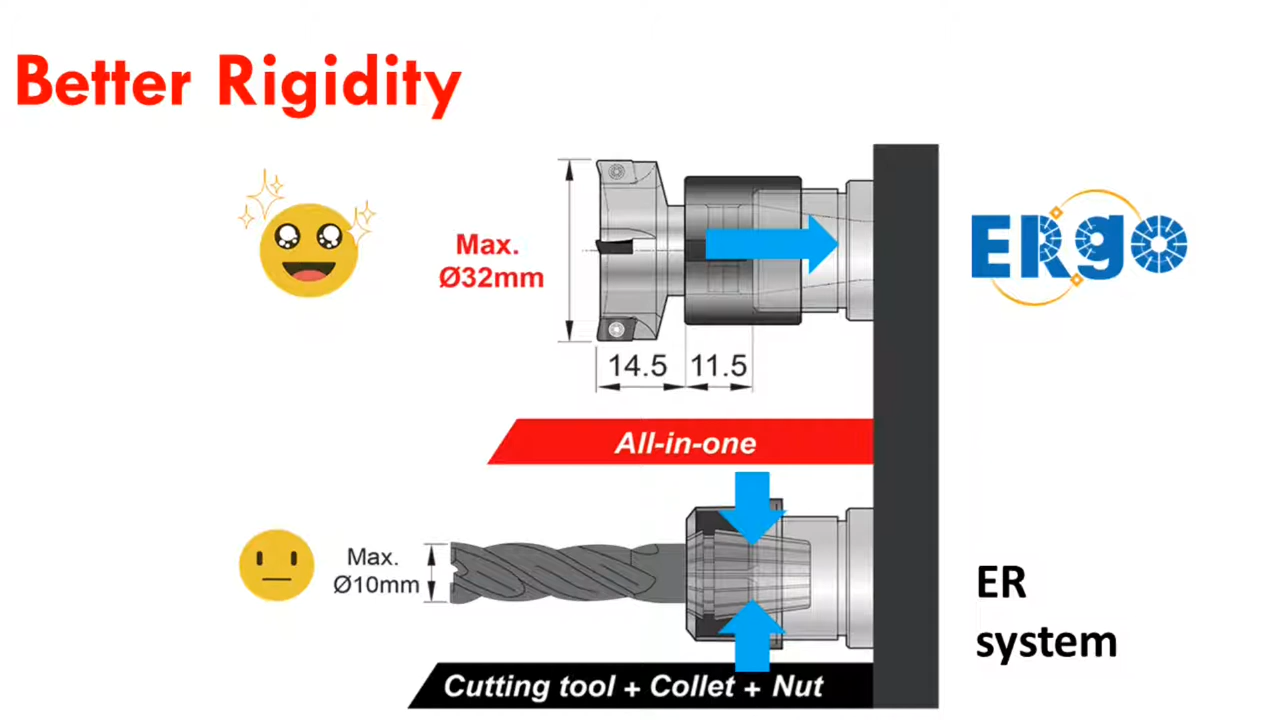 Better Rigidity
Max.
Ø32mm
ERgo
14.5
11.5
All-in-one
Max.
Ø10mm
ER
system
Cutting tool + Collet + Nut